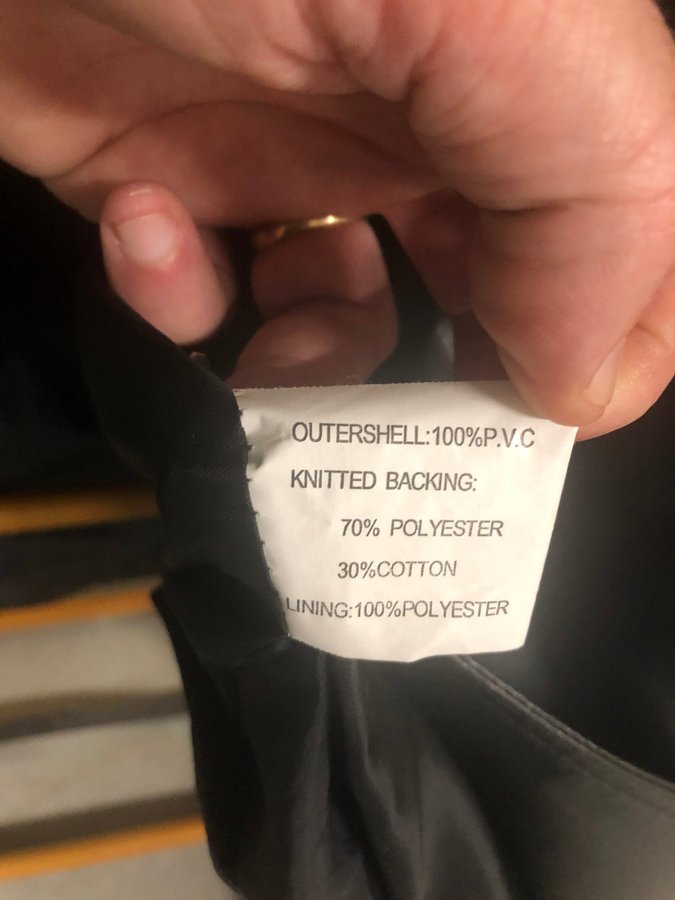 OUTERSHELL:100%P.V.C
KNITTED BACKING:
70% POLYESTER
30%COTTON
LINING:100%POLYESTER